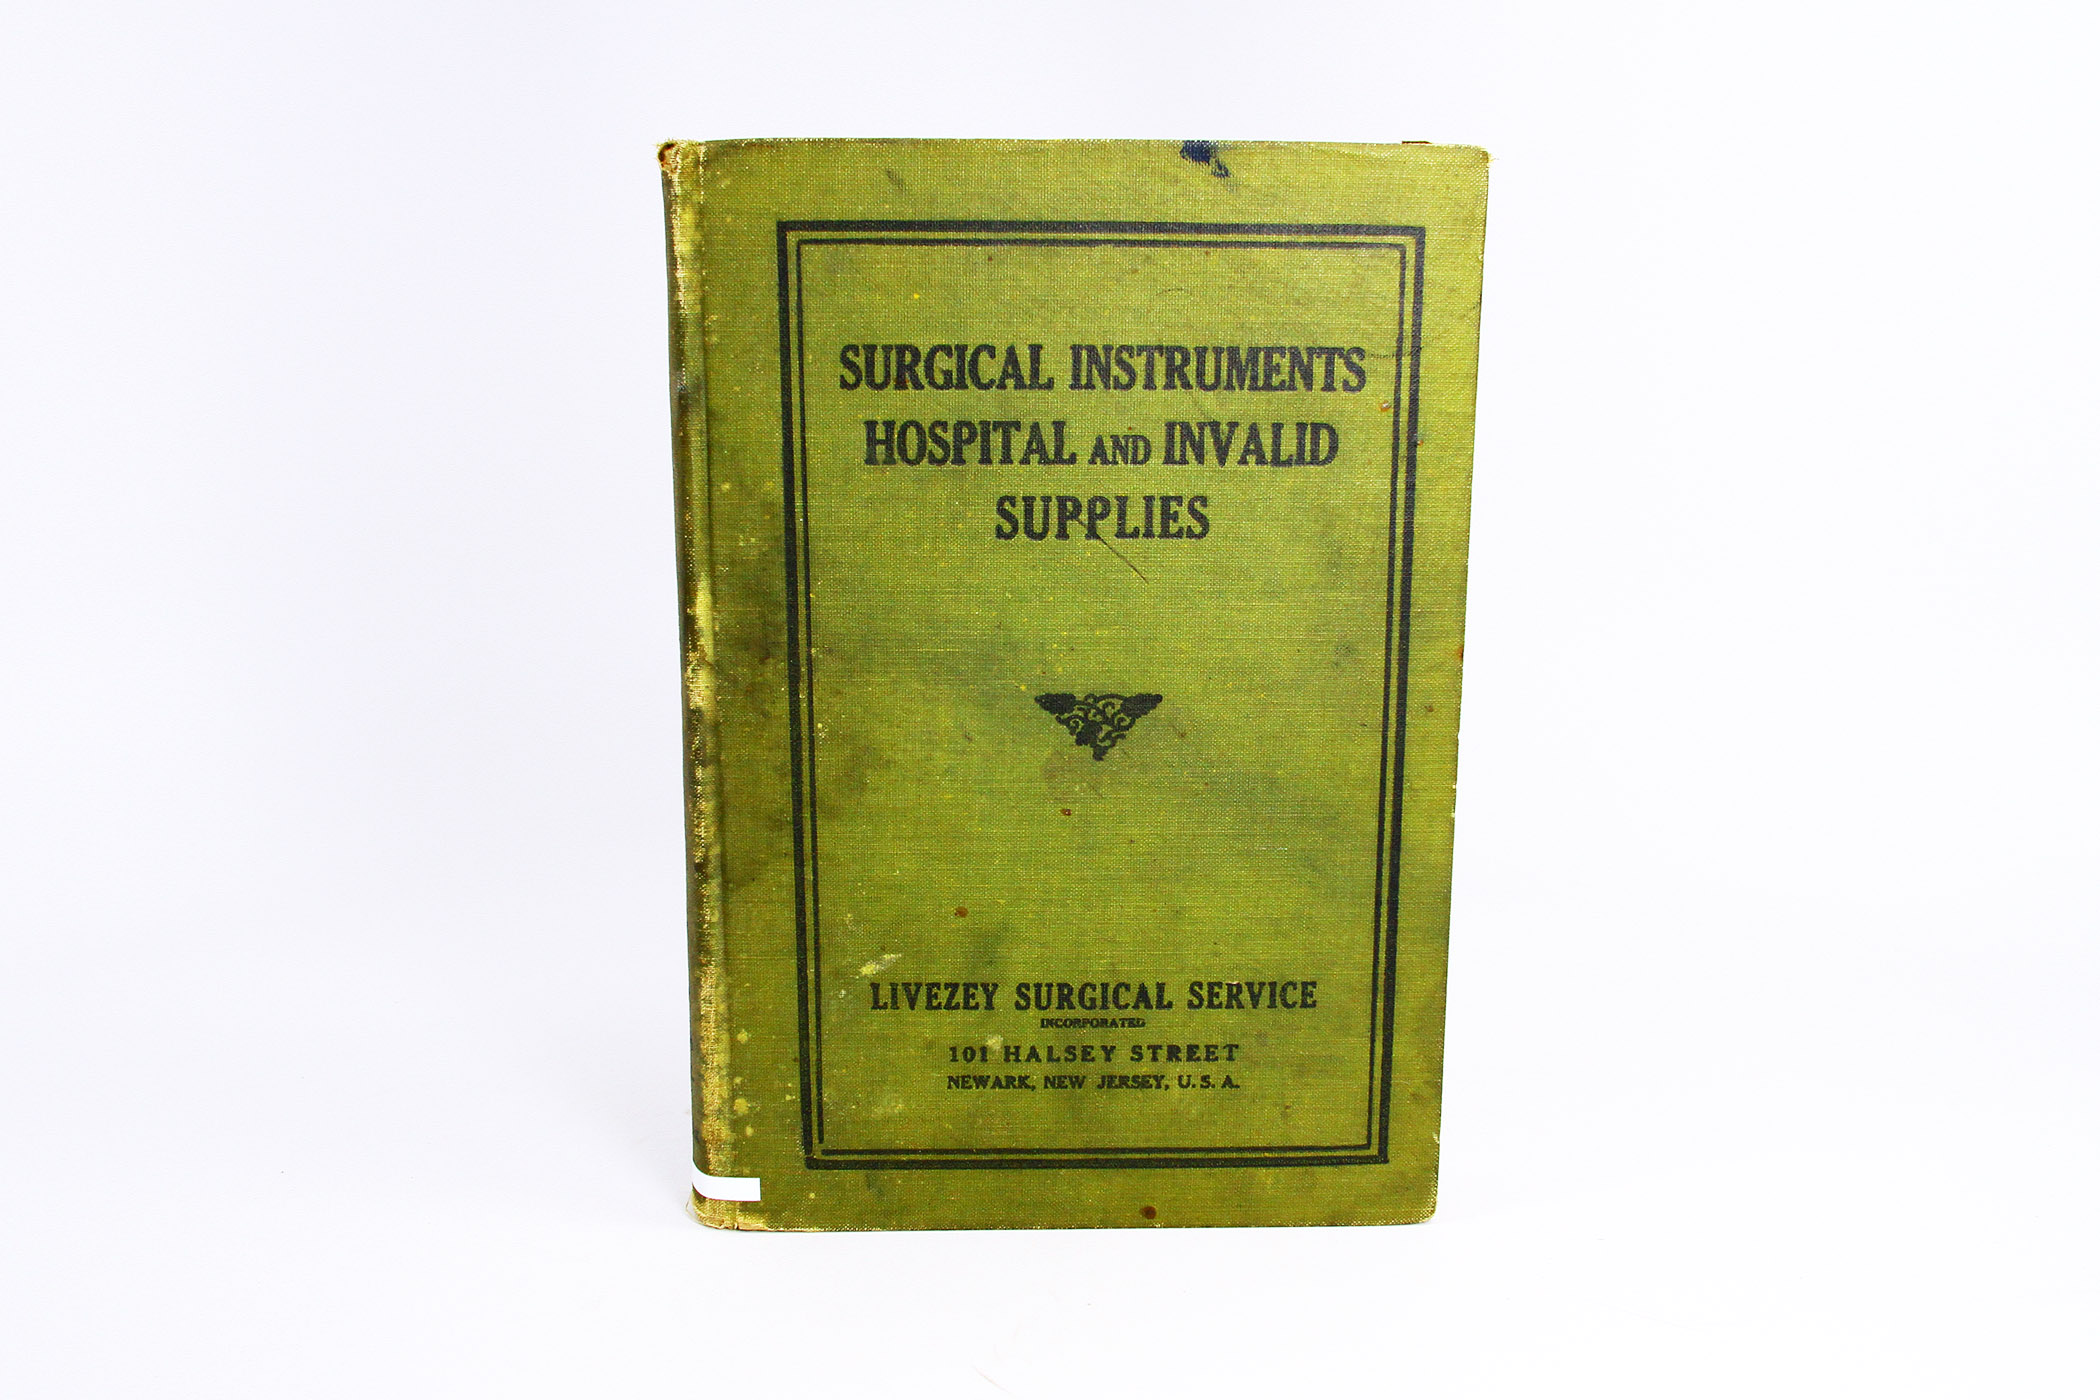 SURGICAL INSTRUMENTS
HOSPITAL AND INVALID
SUPPLIES
LIVEZEY SURGICAL SERVICE
INCORPORATED
101 HALSEY STREET
NEWARK, NEW JERSEY, U. S. A.